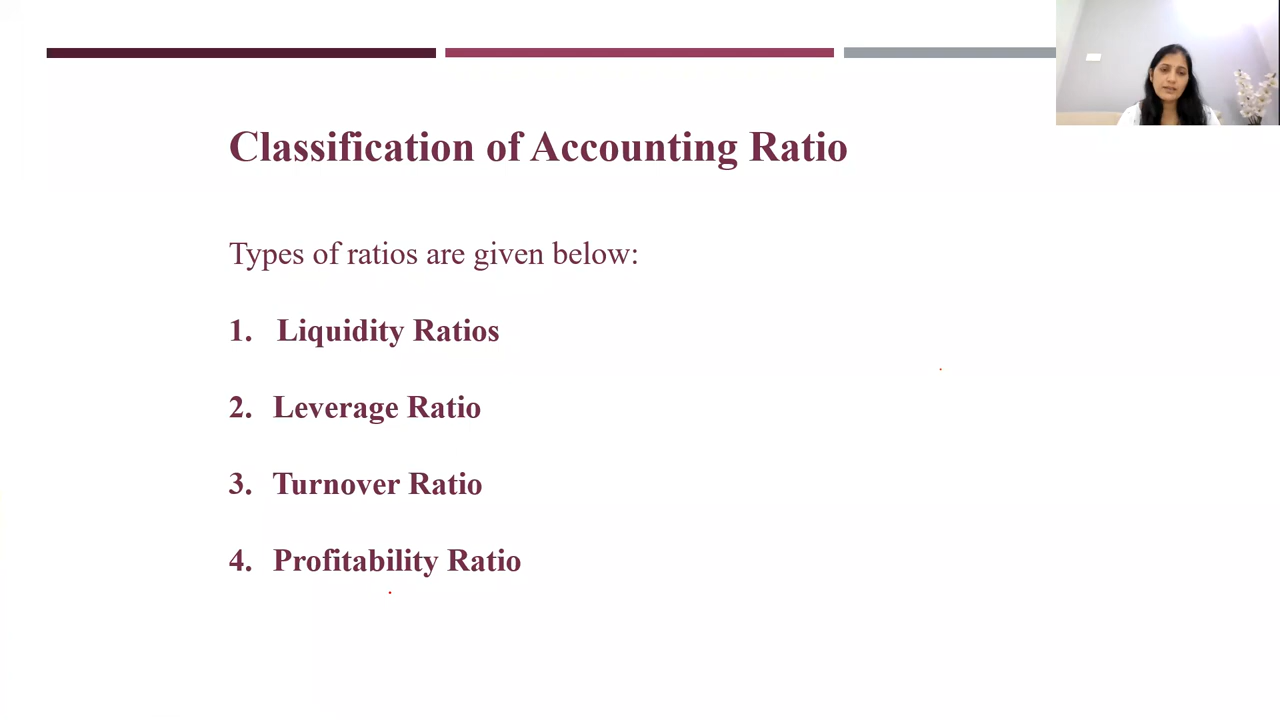 Classification of Accounting Ratio
Types of ratios are given below:
1. Liquidity Ratios
2. Leverage Ratio
3. Turnover Ratio
4. Profitability Ratio